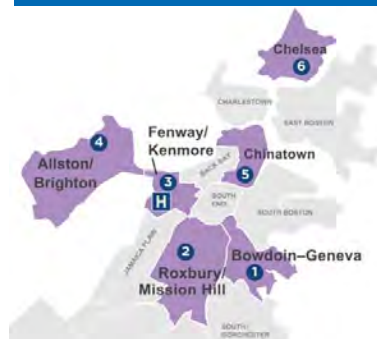 Chelsea
6
CHARLESTOWN
EAST BOSTON
4
Fenway/
Kenmore
Allston/
Brighton
BACK BAY
Chinatown
3
5
H
SOUTH
END
SOUTH BOSTON
JAMAICA PLAIN
2
Roxbury/
Mission Hill
Bowdoin–Geneva
1
SOUTH
DORCHESTER